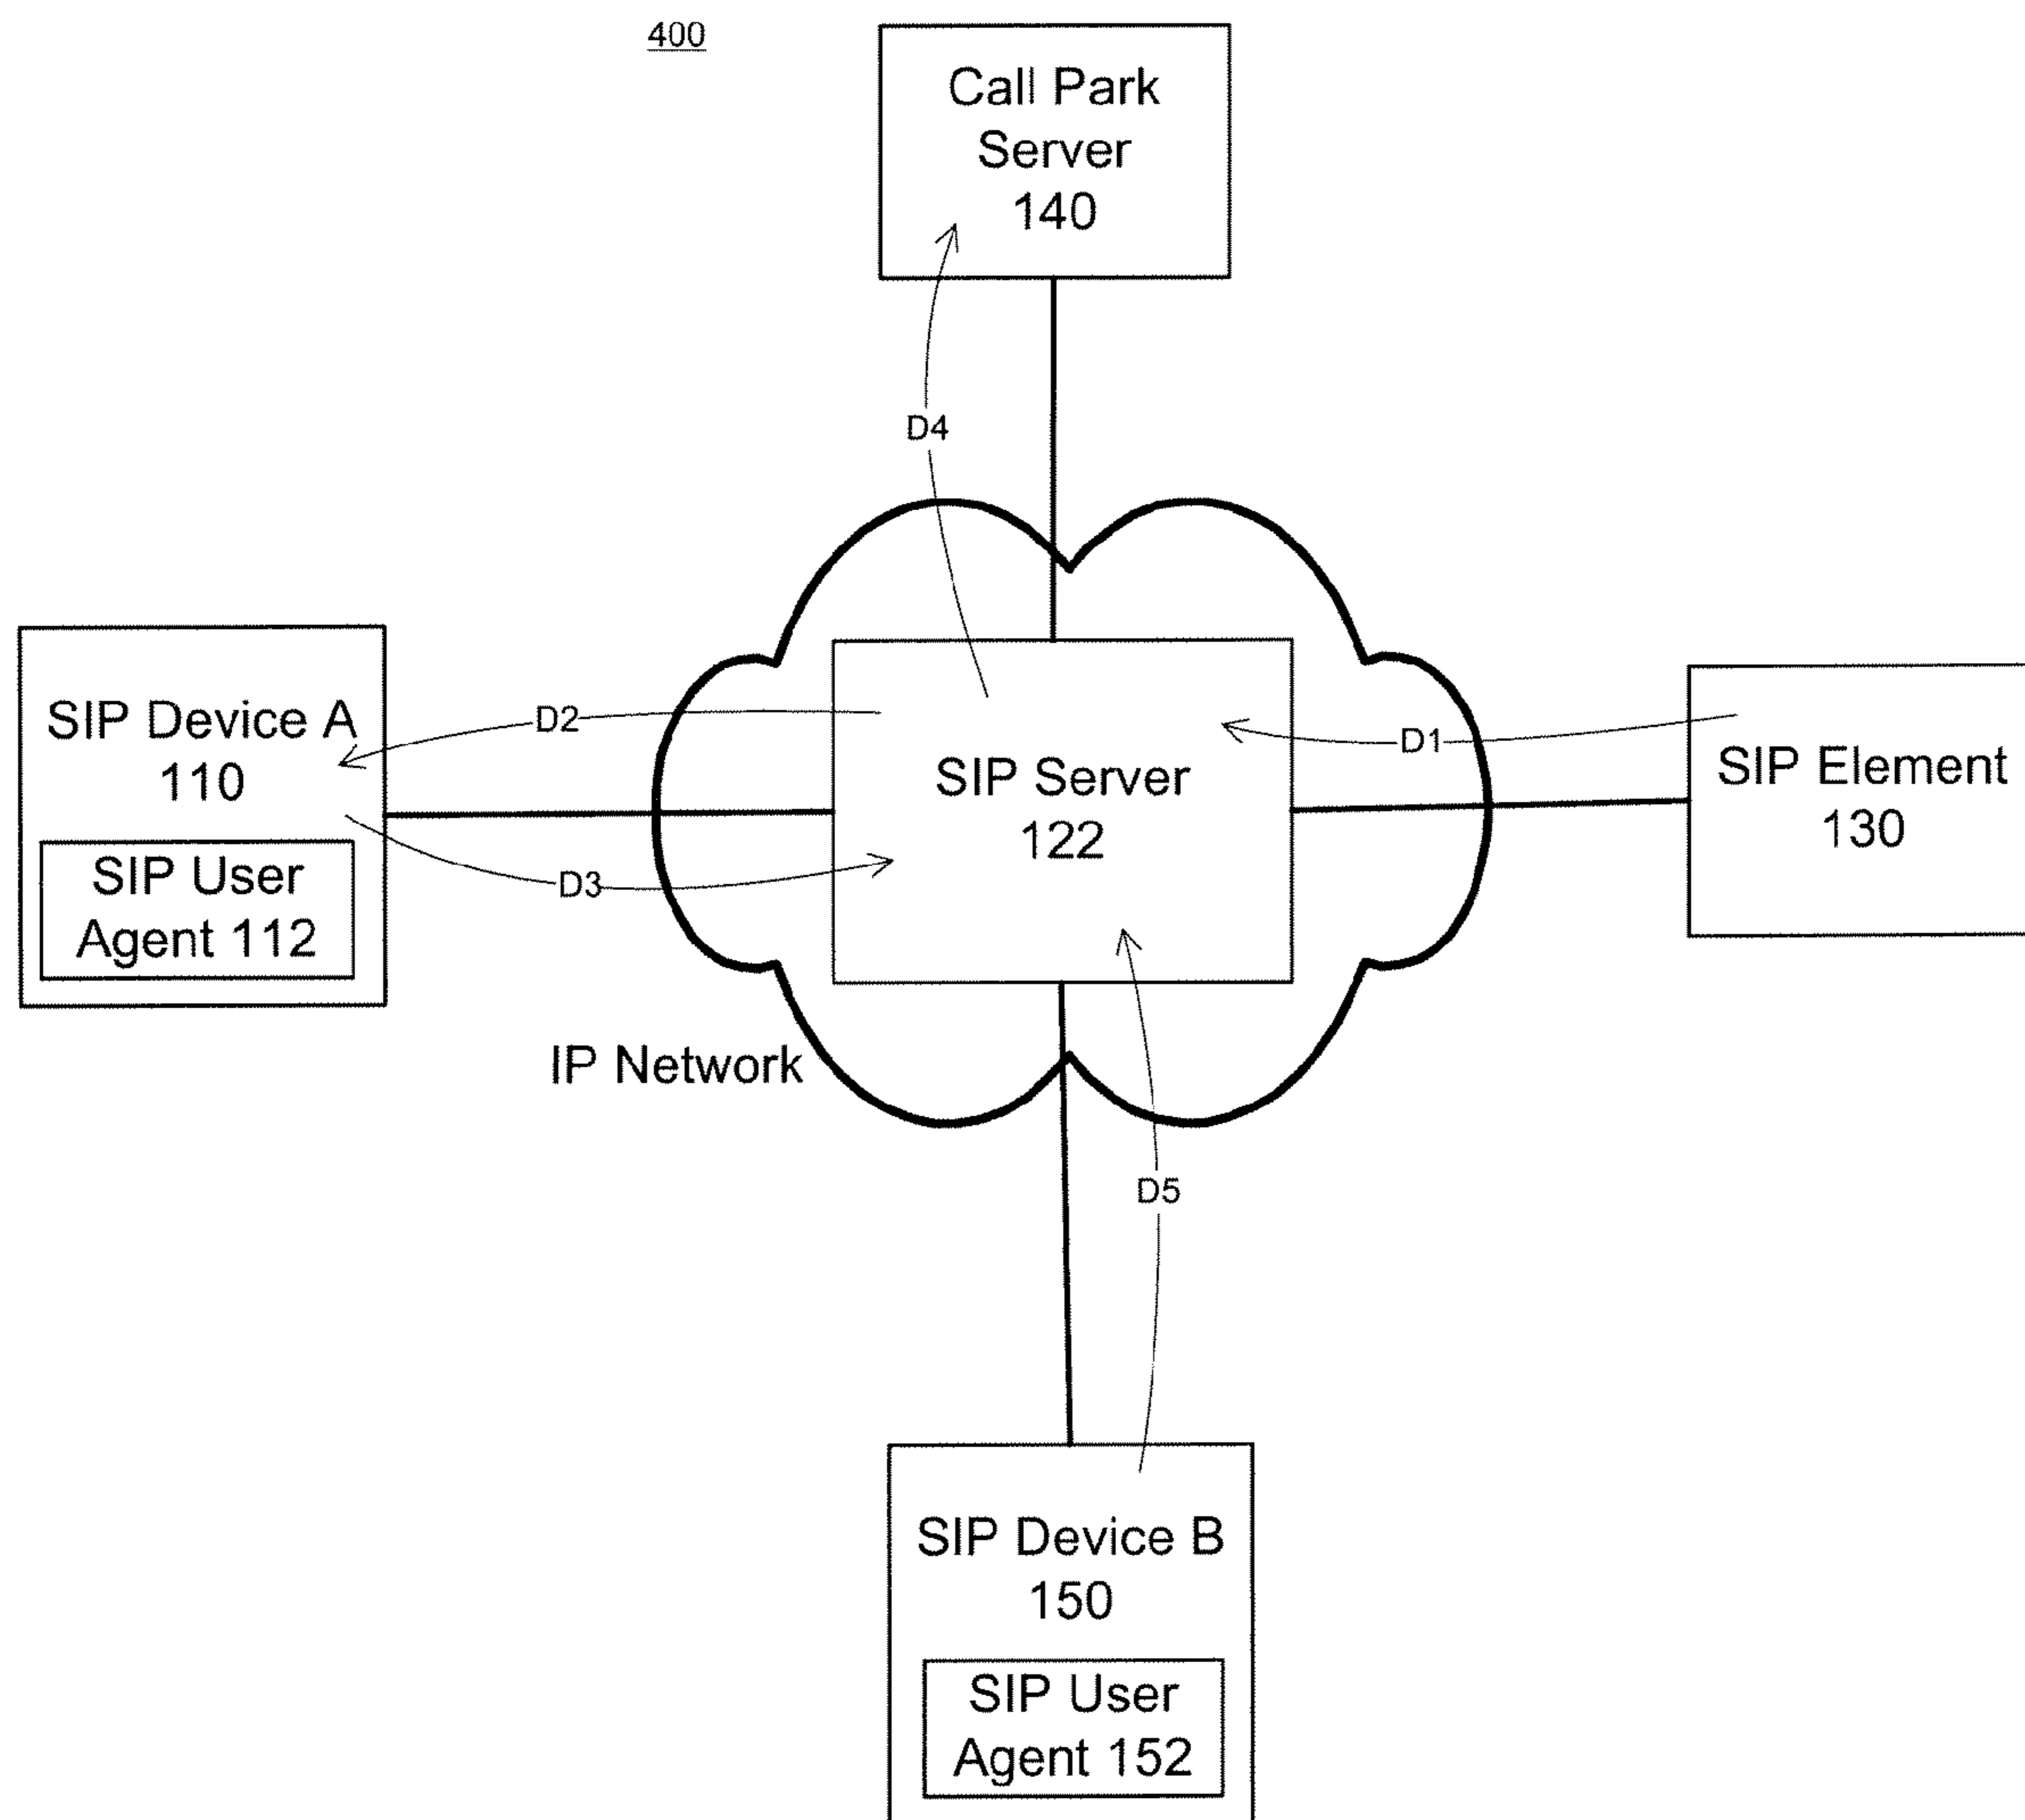 400
Call Park
Server
140
D4
SIP Device A
110
SIP User
Agent 112
D2
D3
SIP Server
122
D1
SIP Element
130
IP Network
D5
SIP Device B
150
SIP User
Agent 152